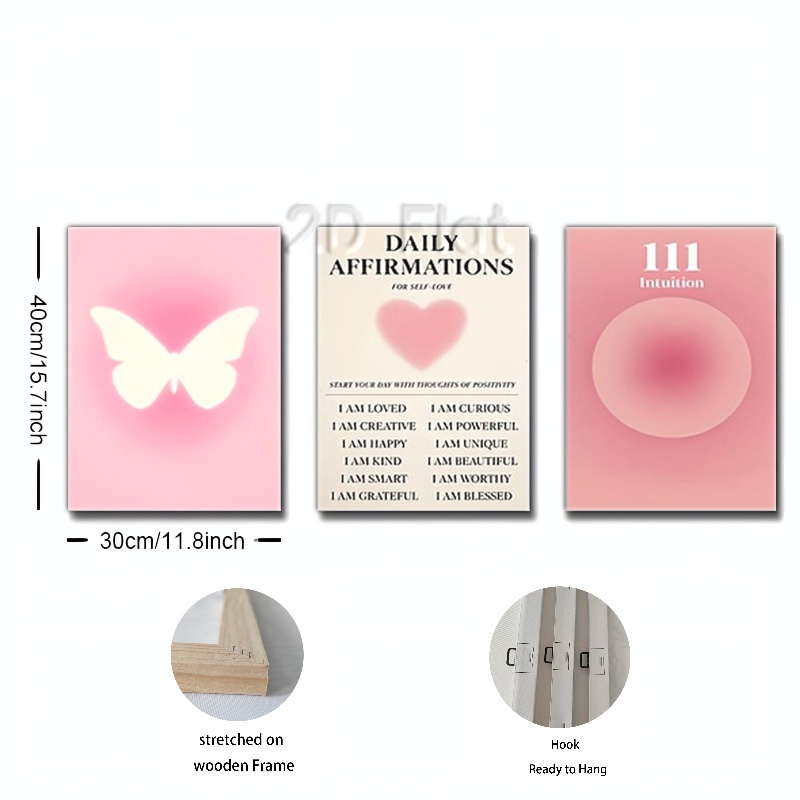 2D Flat
40cm/15.7inch
30cm/11.8inch
DAILY
AFFIRMATIONS
FOR SELF-LOVE
START YOUR DAY WITH THOUGHTS OF POSITIVITY
I AM LOVED I AM CURIOUS
I AM CREATIVE I AM POWERFUL
I AM HAPPY I AM UNIQUE
I AM KIND I AM BEAUTIFUL
I AM SMART I AM WORTHY
I AM GRATEFUL I AM BLESSED
111
Intuition
stretched on
wooden Frame
Hook
Ready to Hang